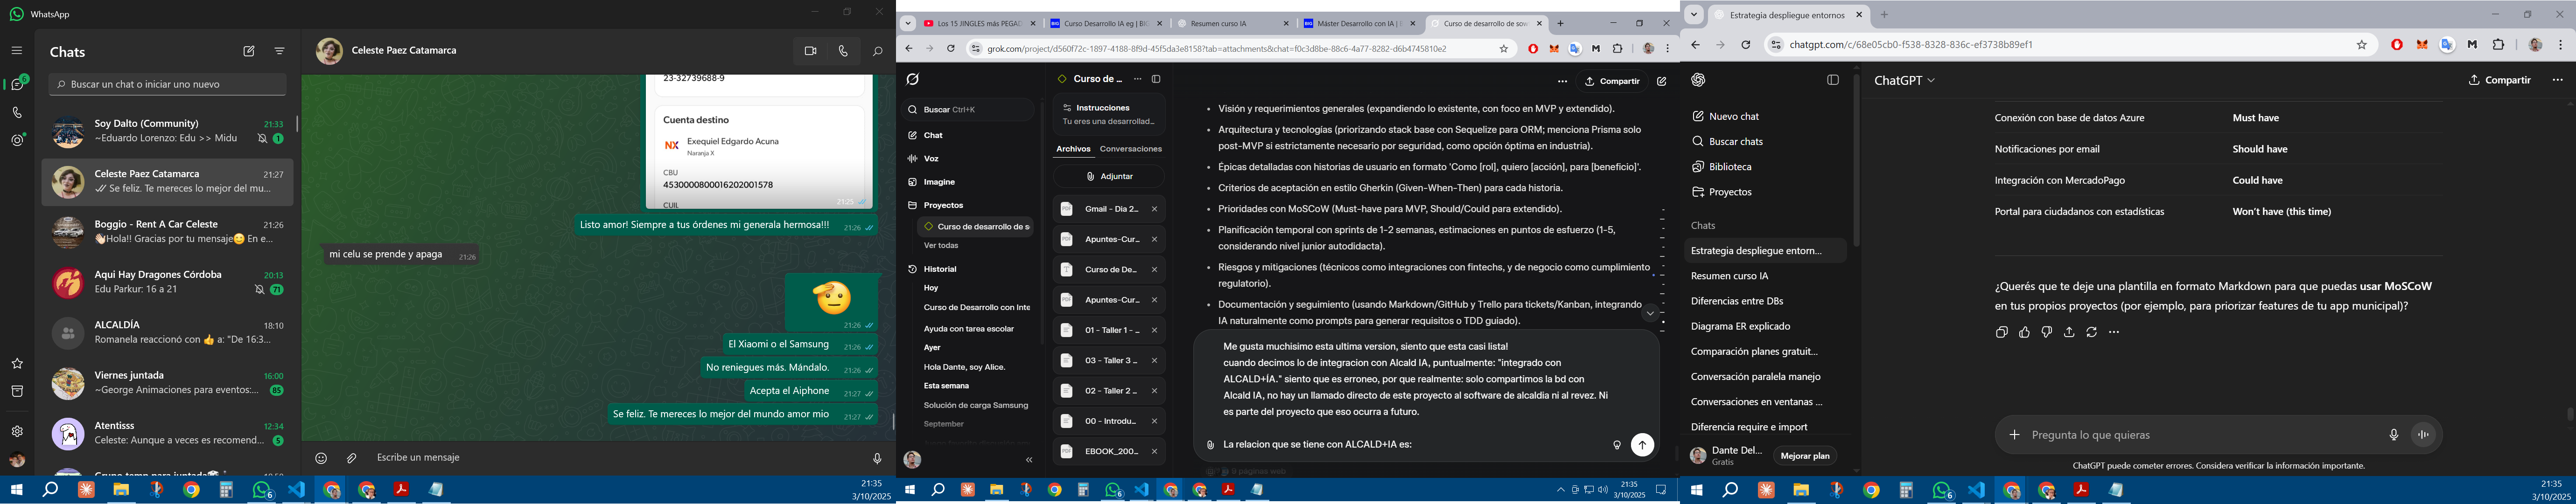 WhatsApp
Chats
Buscar un chat o iniciar uno nuevo
Soy Dalto (Community)
21:33
~Eduardo Lorenzo: Edu >> Midu
1
Celeste Paez Catamarca
21:27
Se feliz. Te mereces lo mejor del mu...
Boggio - Rent A Car Celeste
21:26
👋🏻Hola!! Gracias por tu mensaje😊 En e...
Aqui Hay Dragones Córdoba
20:13
Edu Parkur: 16 a 21
71
ALCALDÍA
18:10
Romanela reaccionó con 👍 a: "De 16:3...
Viernes juntada
16:00
~George Animaciones para eventos:...
85
Atentisss
12:34
Celeste: Aunque a veces es recomend...
5
Celeste Paez Catamarca
23-32739688-9
Cuenta destino
NX
Exequiel Edgardo Acuna
Naranja X
CBU
4530000800016202001578
CUIL
21:25
Listo amor! Siempre a tus órdenes mi generala hermosa!!!
21:26
mi celu se prende y apaga
21:26
21:26
El Xiaomi o el Samsung
21:26
No reniegues más. Mándalo.
21:26
Acepta el Aiphone
21:27
Se feliz. Te mereces lo mejor del mundo amor mio
21:27
Escribe un mensaje
21:35
3/10/2025
Los 15 JINGLES más PEGAD
Curso Desarrollo IA eg | BIG
Resumen curso IA
Máster Desarrollo con IA |
Curso de desarrollo de sow
grok.com/project/d560f72c-1897-4188-8f9d-45f5da3e8158?tab=attachments&chat=f0c3d8be-88c6-4a77-8282-d6b4745810e2
Buscar Ctrl+K
Chat
Voz
Imagine
Proyectos
Curso de desarrollo de s
Ver todas
Historial
Hoy
Curso de Desarrollo con Inte
Ayuda con tarea escolar
Ayer
Hola Dante, soy Alice.
Esta semana
Solución de carga Samsung
September
Curso de ...
Instrucciones
Tu eres una desarrollad...
Archivos
Conversaciones
Adjuntar
Gmail - Dia 2...
Apuntes-Cur...
Curso de De...
Apuntes-Cur...
01 - Taller 1 - ...
03 - Taller 3 ...
02 - Taller 2 ...
00 - Introdu...
EBOOK_200...
Compartir
Visión y requerimientos generales (expandiendo lo existente, con foco en MVP y extendido).
Arquitectura y tecnologías (priorizando stack base con Sequelize para ORM; menciona Prisma solo
post-MVP si estrictamente necesario por seguridad, como opción óptima en industria).
Épicas detalladas con historias de usuario en formato 'Como [rol], quiero [acción], para [beneficio]'.
Criterios de aceptación en estilo Gherkin (Given-When-Then) para cada historia.
Prioridades con MoSCoW (Must-have para MVP, Should/Could para extendido).
Planificación temporal con sprints de 1-2 semanas, estimaciones en puntos de esfuerzo (1-5,
considerando nivel junior autodidacta).
Riesgos y mitigaciones (técnicos como integraciones con fintechs, y de negocio como cumplimiento
regulatorio).
Documentación y seguimiento (usando Markdown/GitHub y Trello para tickets/Kanban, integrando
IA naturalmente como prompts para generar requisitos o TDD guiado).
Me gusta muchisimo esta ultima version, siento que esta casi lista!
cuando decimos lo de integracion con Alcald IA, puntualmente: "integrado con
ALCALD+ÍA." siento que es erroneo, por que realmente: solo compartimos la bd con
Alcald IA, no hay un llamado directo de este proyecto al software de alcaldia ni al revez. Ni
es parte del proyecto que eso ocurra a futuro.
La relacion que se tiene con ALCALD+IA es:
21:35
3/10/2025
Estrategia despliegue entornos
chatgpt.com/c/68e05cb0-f538-8328-836c-ef3738b89ef1
Nuevo chat
Buscar chats
Biblioteca
Proyectos
Chats
Estrategia despliegue entorn...
Resumen curso IA
Diferencias entre DBs
Diagrama ER explicado
Comparación planes gratuit...
Conversación paralela manejo
Conversaciones en ventanas ...
Diferencia require e import
Dante Del...
Gratis
Mejorar plan
ChatGPT
Compartir
Conexión con base de datos Azure
Must have
Notificaciones por email
Should have
Integración con MercadoPago
Could have
Portal para ciudadanos con estadísticas
Won't have (this time)
¿Querés que te deje una plantilla en formato Markdown para que puedas usar MoSCoW
en tus propios proyectos (por ejemplo, para priorizar features de tu app municipal)?
Pregunta lo que quieras
ChatGPT puede cometer errores. Considera verificar la información importante.
21:35
3/10/2025